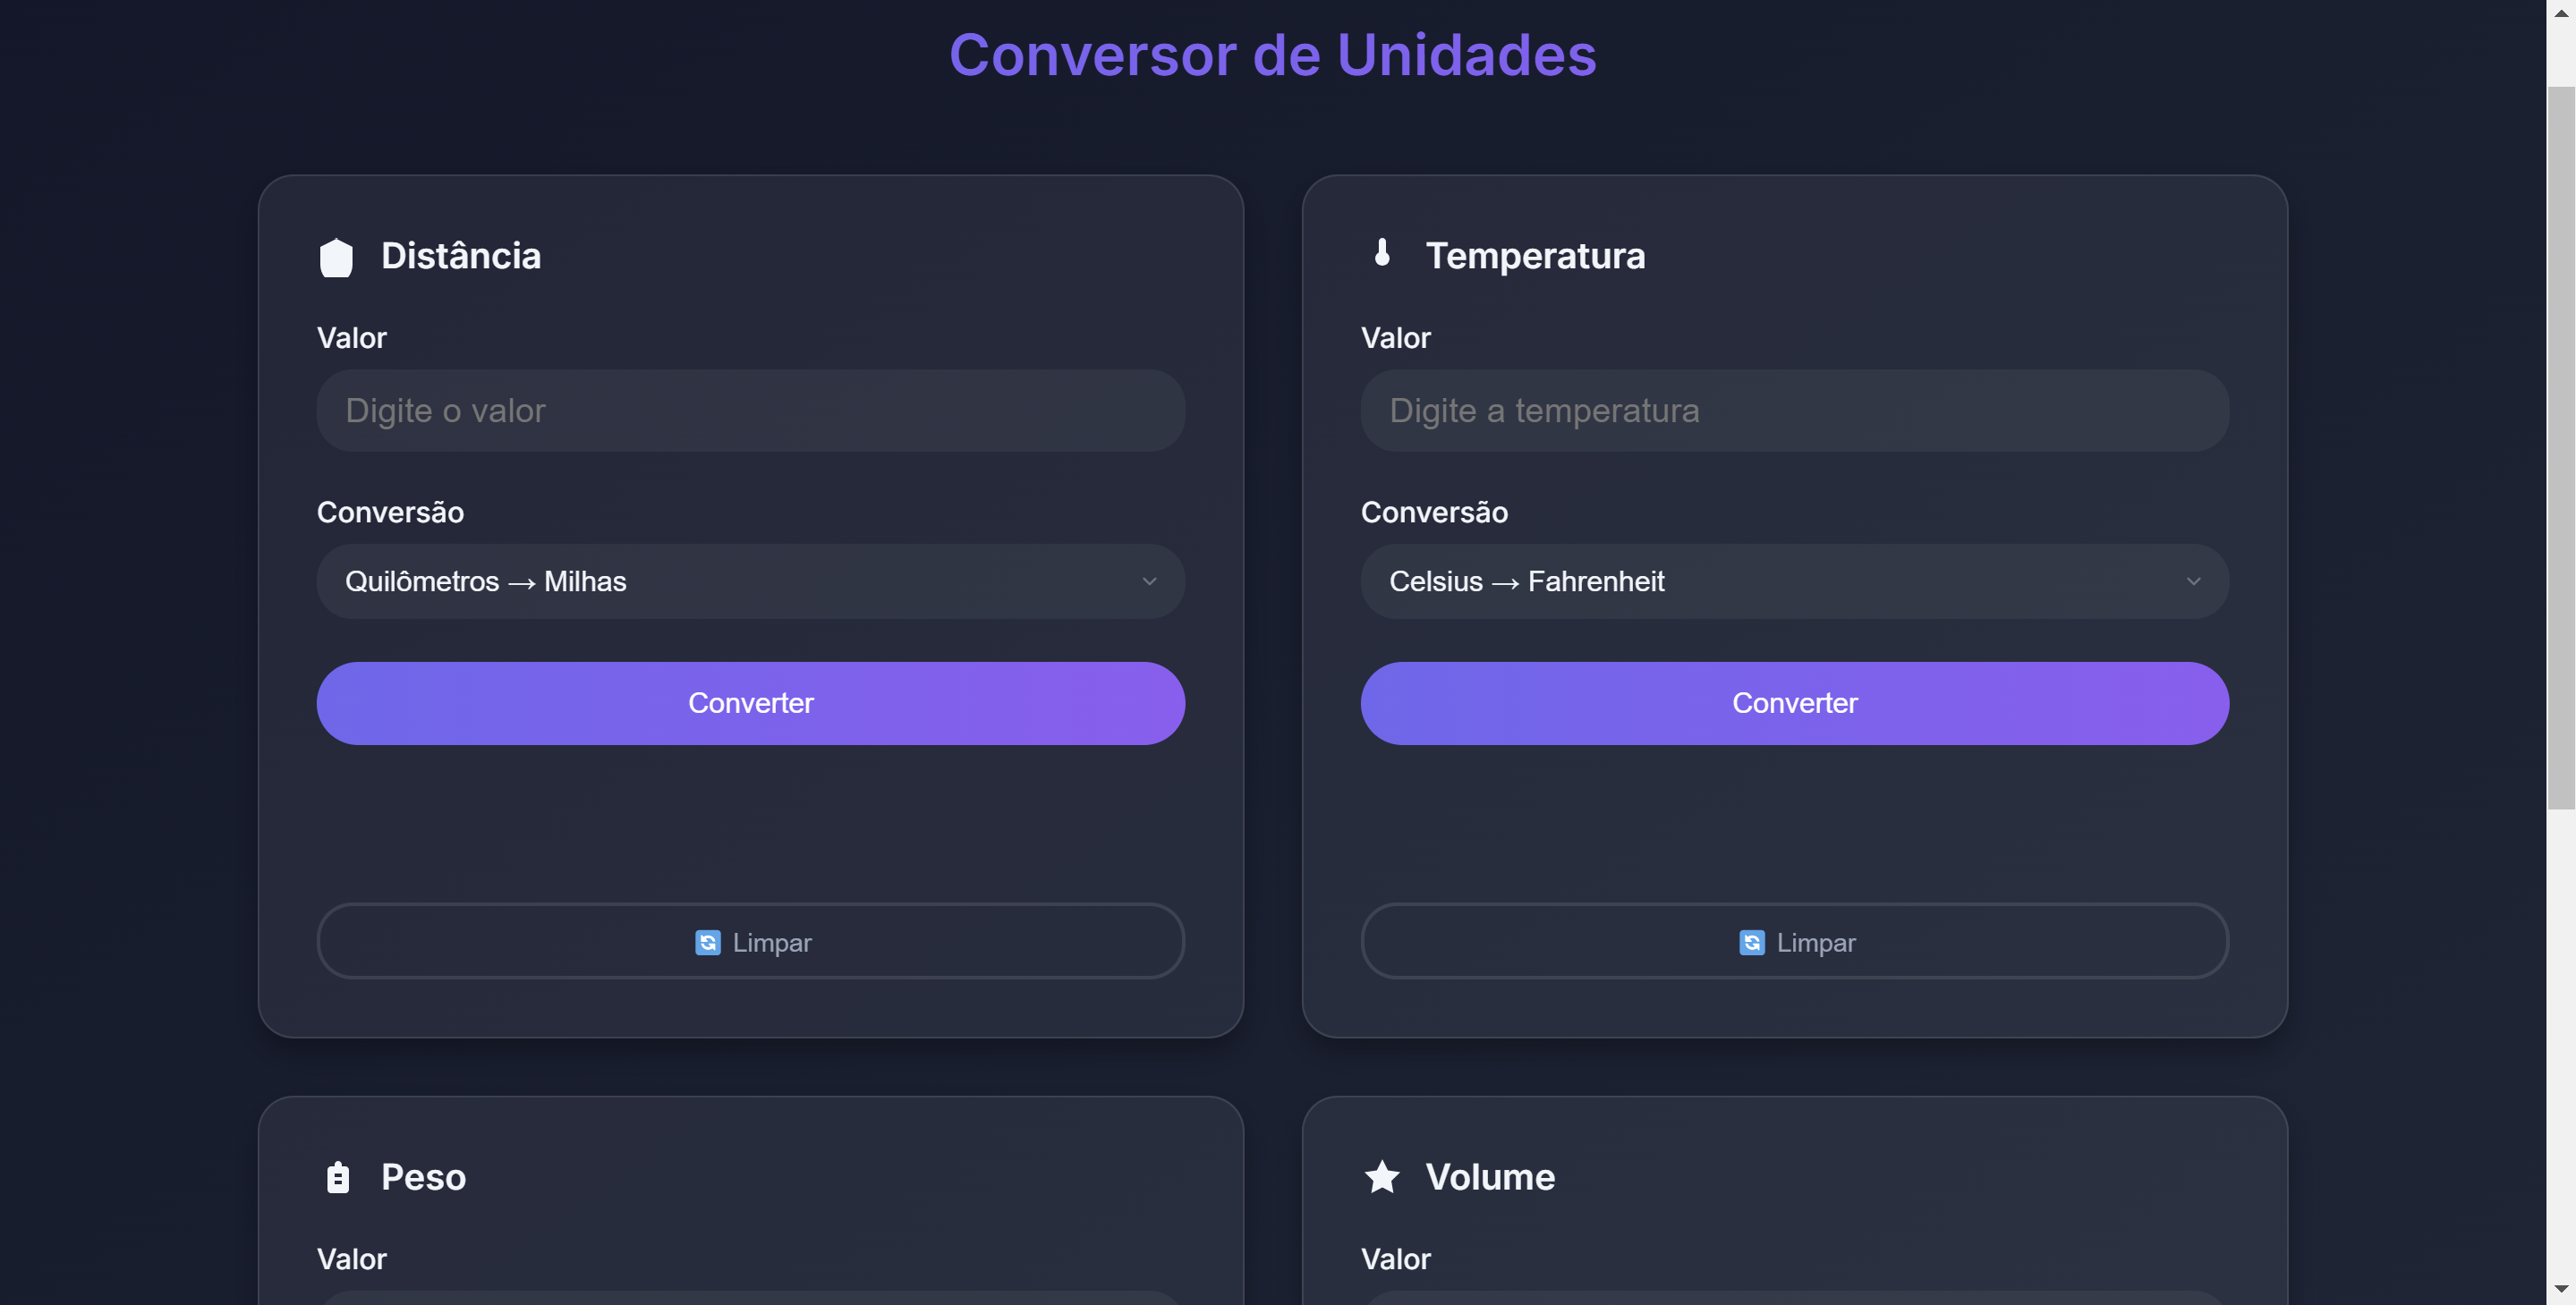 Conversor de Unidades
Distância
Valor
Digite o valor
Conversão
Quilômetros → Milhas
Converter
Limpar
Temperatura
Valor
Digite a temperatura
Conversão
Celsius → Fahrenheit
Converter
Limpar
Peso
Valor
Volume
Valor